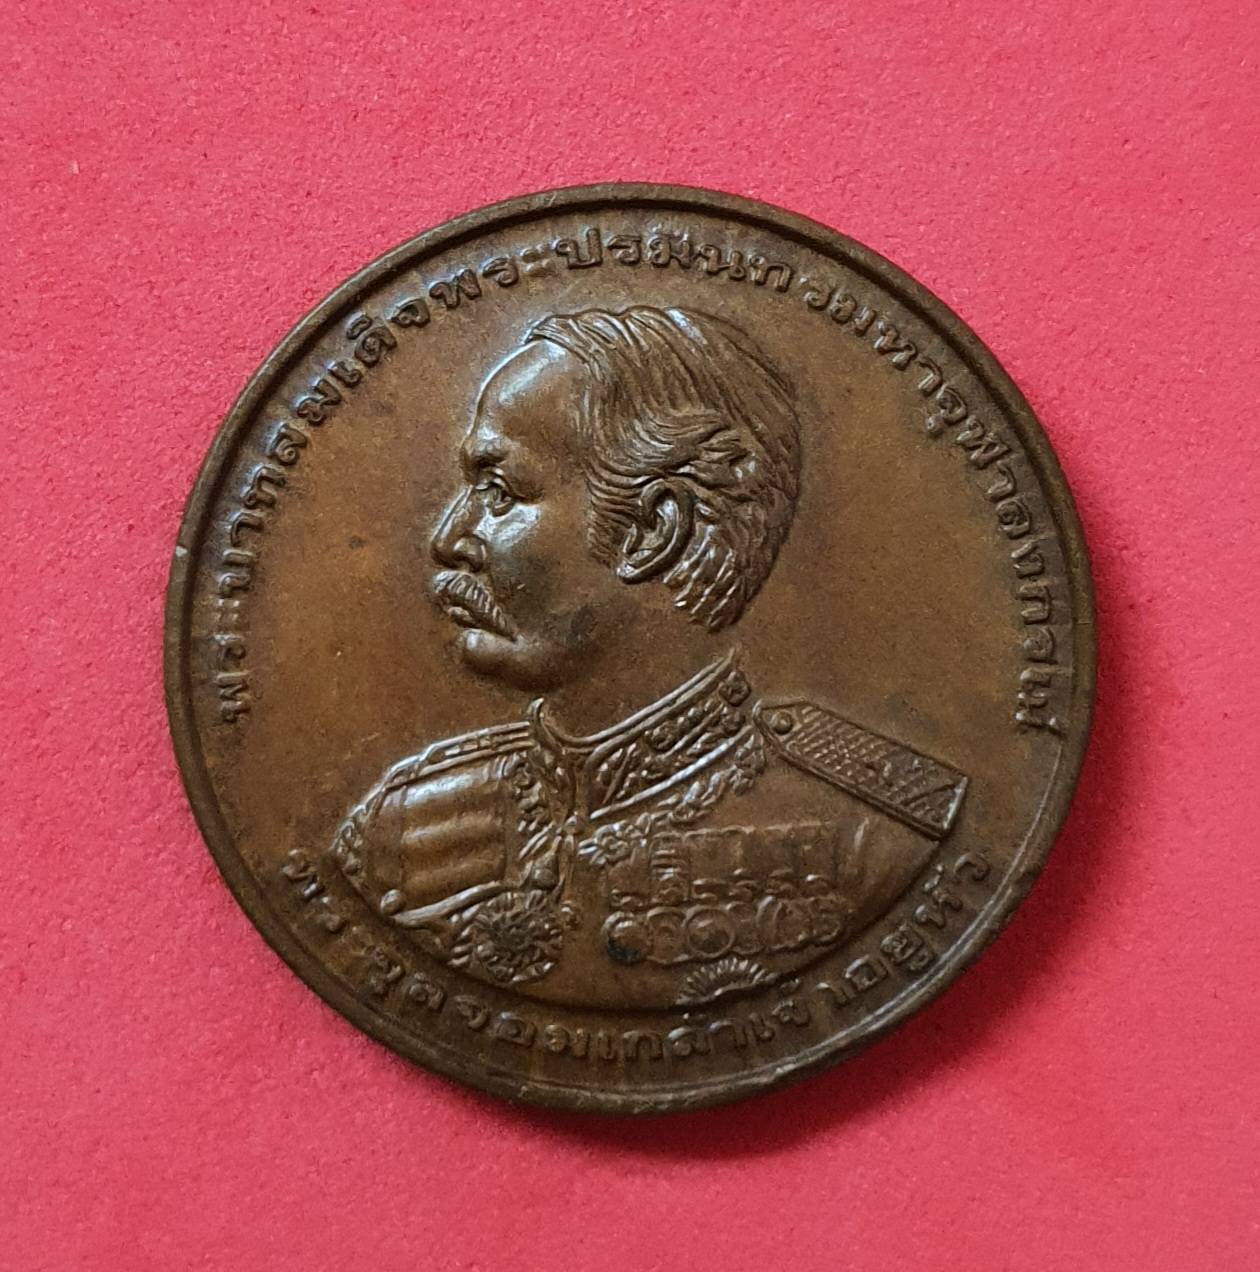 พระบาทสมเด็จพระปรมินทรมหาจุฬาลงกรณ์
พระจุลจอมเกล้าเจ้าอยู่หัว